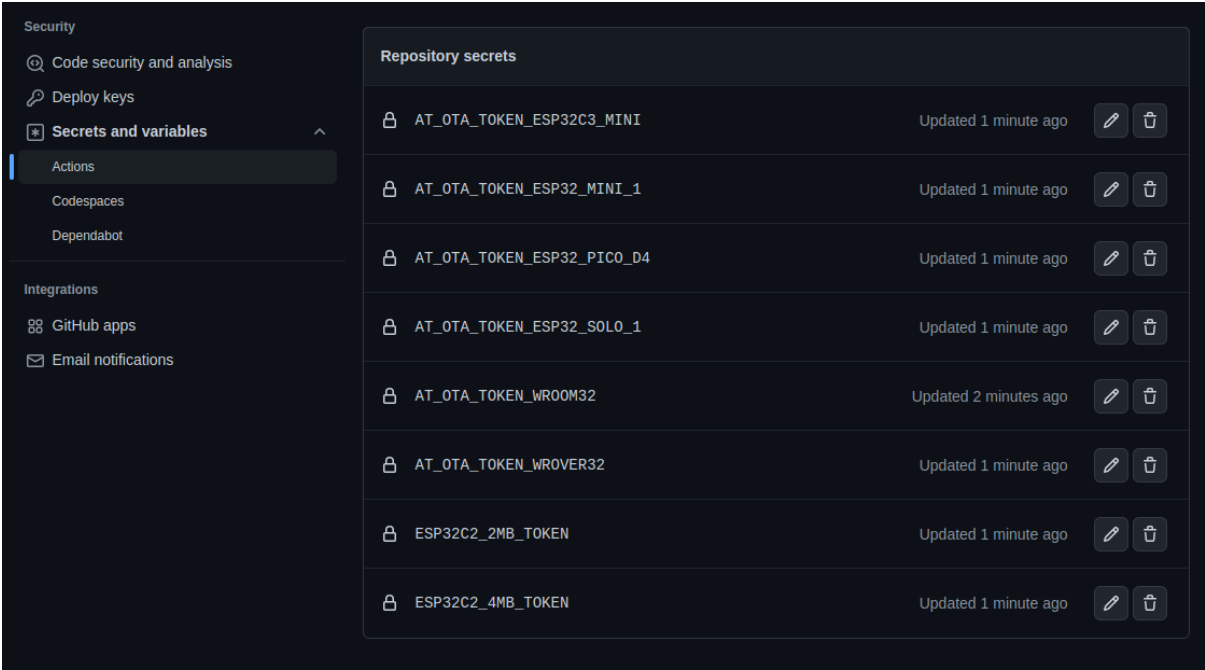 Security
Code security and analysis
Deploy keys
Secrets and variables
Actions
Codespaces
Dependabot
Integrations
GitHub apps
Email notifications
Repository secrets
AT_OTA_TOKEN_ESP32C3_MINI Updated 1 minute ago
AT_OTA_TOKEN_ESP32_MINI_1 Updated 1 minute ago
AT_OTA_TOKEN_ESP32_PICO_D4 Updated 1 minute ago
AT_OTA_TOKEN_ESP32_SOLO_1 Updated 1 minute ago
AT_OTA_TOKEN_WROOM32 Updated 2 minutes ago
AT_OTA_TOKEN_WROVER32 Updated 1 minute ago
ESP32C2_2MB_TOKEN Updated 1 minute ago
ESP32C2_4MB_TOKEN Updated 1 minute ago